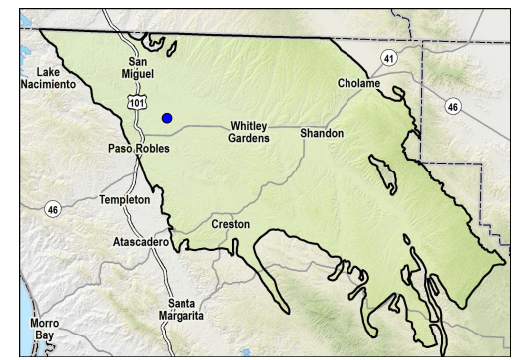 San
Miguel
41
Lake
Nacimiento
Cholame
101
46
Whitley
Gardens
Shandon
Paso Robles
Templeton
46
Creston
Atascadero
Santa
Margarita
Morro
Bay